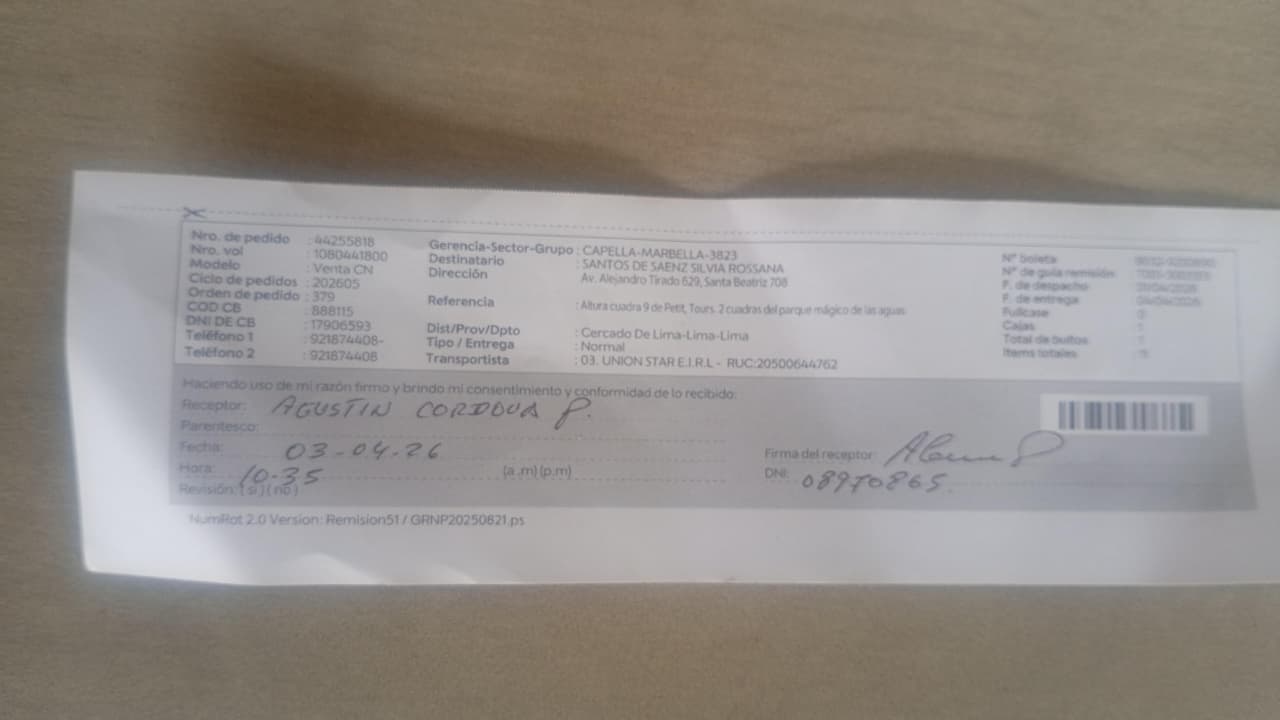 Nro. de pedido : 44255818
Nro. vol : 1080441800
Modelo : Venta CN
Ciclo de pedidos : 202605
Orden de pedido : 379
COD CB : 888115
DNI DE CB : 17906593
Teléfono 1 : 921874408-
Teléfono 2 : 921874408
Gerencia-Sector-Grupo : CAPELLA-MARBELLA-3823
Destinatario : SANTOS DE SAENZ SILVIA ROSSANA
Dirección : Av. Alejandro Tirado 629, Santa Beatriz 708
Referencia : Altura cuadra 9 de Petit, Tours. 2 cuadras del parque mágico de las aguas
Dist/Prov/Dpto : Cercado De Lima-Lima-Lima
Tipo / Entrega : Normal
Transportista : 03. UNION STAR E.I.R.L - RUC:20500644762
Nº boleta
Nº de guía remisión
F. de despacho
F. de entrega
Fullcase
Cajas
Total de bultos
Items totales
Haciendo uso de mi razón firmo y brindo mi consentimiento y conformidad de lo recibido:
Receptor: AGUSTIN CORDOVA P.
Parentesco:
Fecha: 03-04-26
Hora: 10-35 (a.m) (p.m)
Revisión: ( si ) ( no )
Firma del receptor:
DNI: 08970865.
NumRot 2.0 Version: Remision51 / GRNP20250821.ps